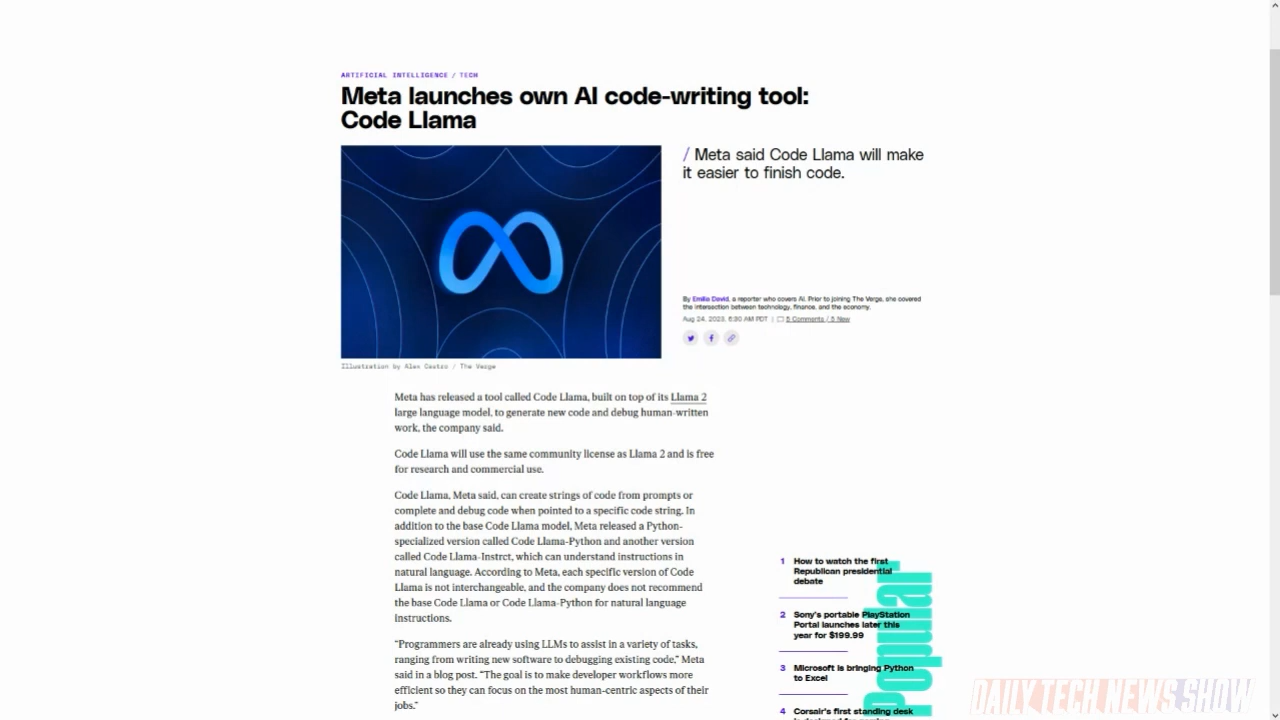 ARTIFICIAL INTELLIGENCE / TECH
Meta launches own AI code-writing tool:
Code Llama
/ Meta said Code Llama will make
it easier to finish code.
By Emilia David, a reporter who covers AI. Prior to joining The Verge, she covered
the intersection between technology, finance, and the economy.
Aug 24, 2023, 6:30 AM PDT | 5 Comments / 5 New
Illustration by Alex Castro / The Verge
Meta has released a tool called Code Llama, built on top of its Llama 2
large language model, to generate new code and debug human-written
work, the company said.
Code Llama will use the same community license as Llama 2 and is free
for research and commercial use.
Code Llama, Meta said, can create strings of code from prompts or
complete and debug code when pointed to a specific code string. In
addition to the base Code Llama model, Meta released a Python-
specialized version called Code Llama-Python and another version
called Code Llama-Instrct, which can understand instructions in
natural language. According to Meta, each specific version of Code
Llama is not interchangeable, and the company does not recommend
the base Code Llama or Code Llama-Python for natural language
instructions.
“Programmers are already using LLMs to assist in a variety of tasks,
ranging from writing new software to debugging existing code,” Meta
said in a blog post. “The goal is to make developer workflows more
efficient so they can focus on the most human-centric aspects of their
jobs.”
Popular
1 How to watch the first
Republican presidential
debate
2 Sony's portable PlayStation
Portal launches later this
year for $199.99
3 Microsoft is bringing Python
to Excel
4 Corsair's first standing desk
DAILY TECH NEWS SHOW